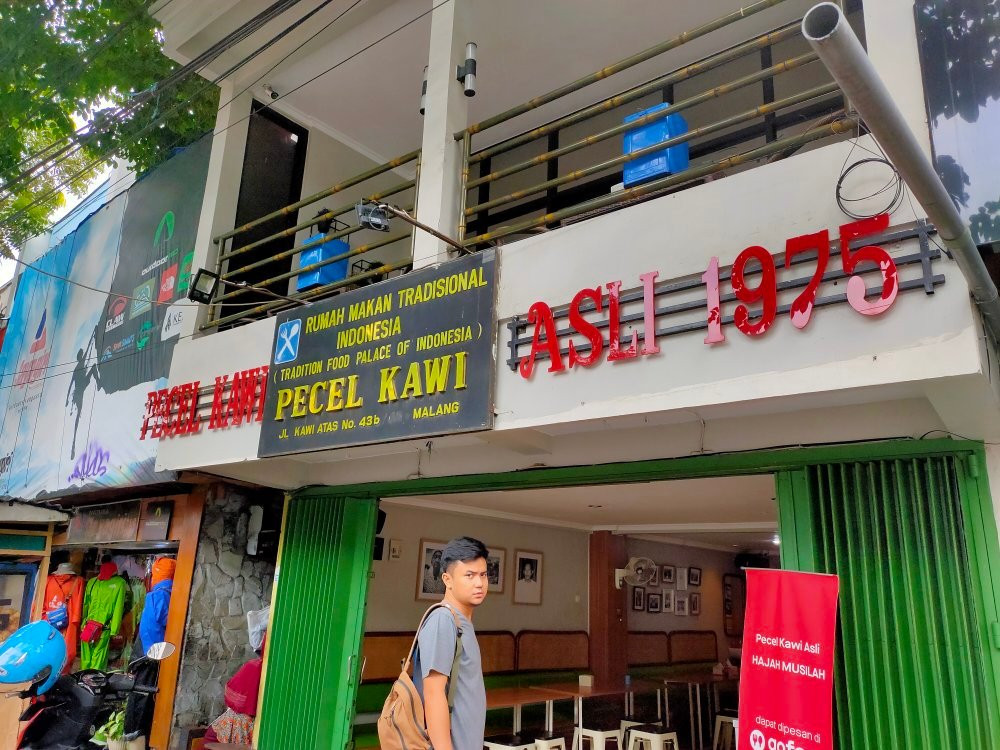 PECEL KAWI
RUMAH MAKAN TRADISIONAL
INDONESIA
( TRADITION FOOD PALACE OF INDONESIA )
PECEL KAWI
JL KAWI ATAS No. 43b MALANG
ASLI 1975
Pecel Kawi Asli
HAJAH MUSiLAH
dapat dipesan di